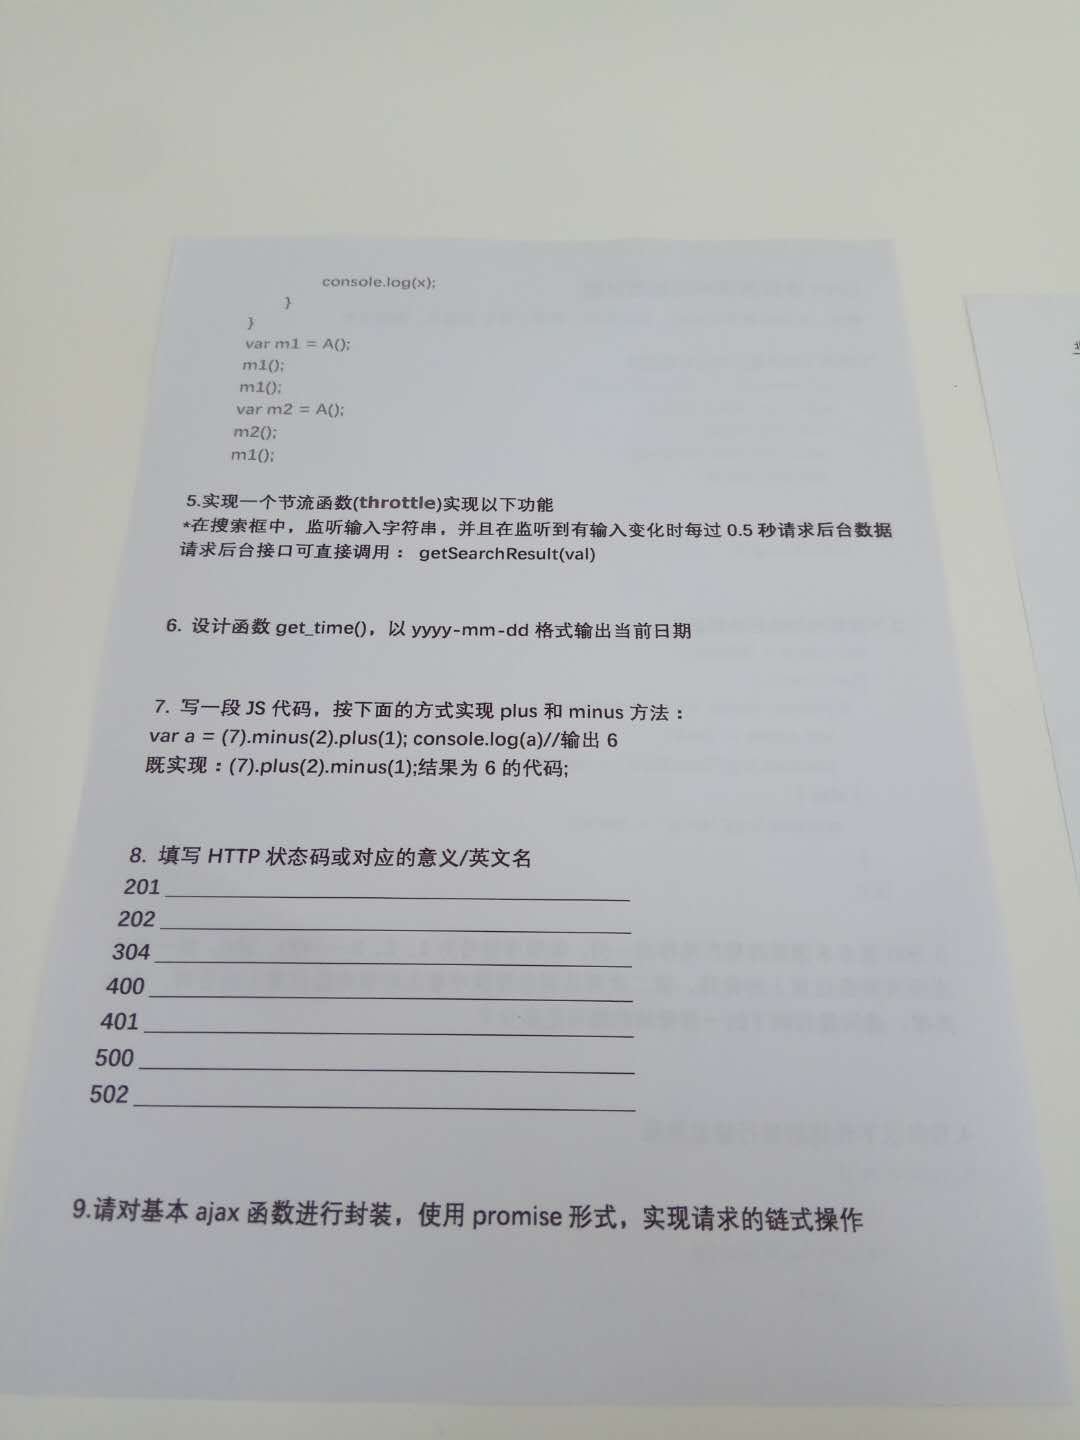 console.log(x);
}
}
var m1 = A();
m1();
m1();
var m2 = A();
m2();
m1();
5.实现一个节流函数(throttle)实现以下功能
*在搜索框中，监听输入字符串，并且在监听到有输入变化时每过 0.5 秒请求后台数据
请求后台接口可直接调用： getSearchResult(val)
6. 设计函数 get_time()，以 yyyy-mm-dd 格式输出当前日期
7. 写一段 JS 代码，按下面的方式实现 plus 和 minus 方法：
var a = (7).minus(2).plus(1); console.log(a)//输出 6
既实现：(7).plus(2).minus(1);结果为 6 的代码;
8. 填写 HTTP 状态码或对应的意义/英文名
201
202
304
400
401
500
502
9.请对基本 ajax 函数进行封装，使用 promise 形式，实现请求的链式操作